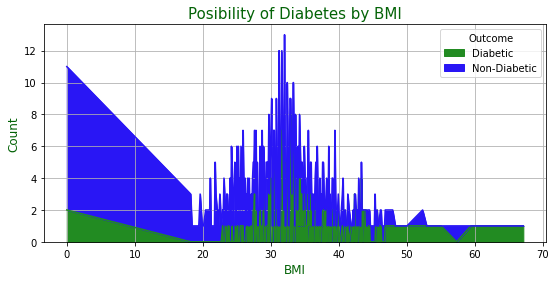 Posibility of Diabetes by BMI
Outcome
Diabetic
Non-Diabetic
Count
12
10
8
6
4
2
0
0 10 20 30 40 50 60 70
BMI